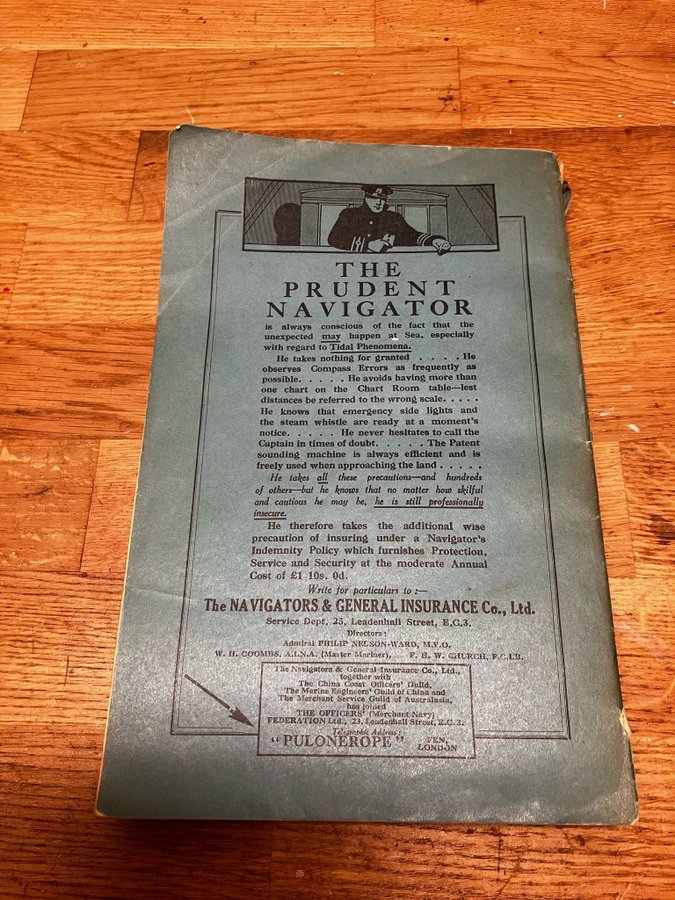 THE
PRUDENT
NAVIGATOR
is always conscious of the fact that the
unexpected may happen at Sea, especially
with regard to Tidal Phenomena.
He takes nothing for granted . . . . . He
observes Compass Errors as frequently as
possible. . . . . He avoids having more than
one chart on the Chart Room table—lest
distances be referred to the wrong scale. . . . .
He knows that emergency side lights and
the steam whistle are ready at a moment's
notice. . . . . He never hesitates to call the
Captain in times of doubt. . . . . The Patent
sounding machine is always efficient and is
freely used when approaching the land . . . . .
He takes all these precautions—and hundreds
of others—but he knows that no matter how skilful
and cautious he may be, he is still professionally
insecure.
He therefore takes the additional wise
precaution of insuring under a Navigator's
Indemnity Policy which furnishes Protection,
Service and Security at the moderate Annual
Cost of £1 10s. 0d.
Write for particulars to :—
The NAVIGATORS & GENERAL INSURANCE Co., Ltd.
Service Dept. 23, Leadenhall Street, E.C.3.
Directors :
Admiral PHILIP NELSON-WARD, M.V.O.
W. H. COOMBS, A.I.N.A. (Master Mariner), F. H. W. CHURCH, F.C.I.B.
The Navigators & General Insurance Co., Ltd.,
together with
The China Coast Officers' Guild,
The Marine Engineers' Guild of China and
The Merchant Service Guild of Australasia,
has joined
THE OFFICERS' (Merchant Navy)
FEDERATION Ltd., 23, Leadenhall Street, E.C.3.
Telegraphic Address :
"PULONEROPE" FEN, LONDON